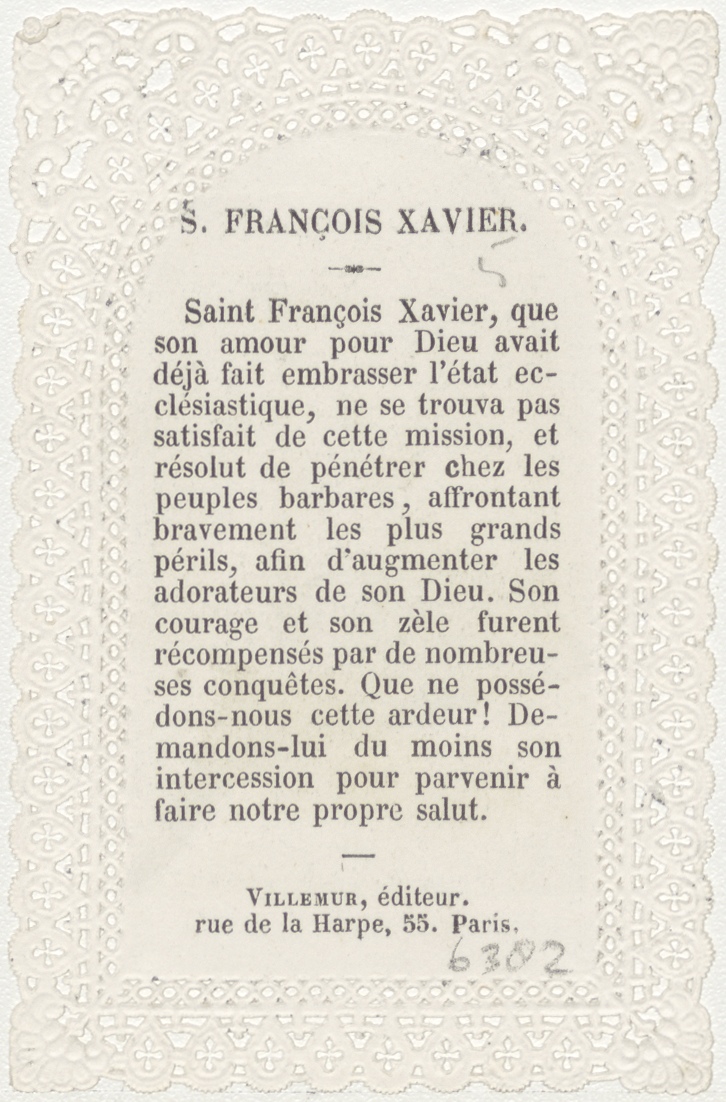 S. FRANÇOIS XAVIER.
5
Saint François Xavier, que
son amour pour Dieu avait
déjà fait embrasser l'état ec-
clésiastique, ne se trouva pas
satisfait de cette mission, et
résolut de pénétrer chez les
peuples barbares, affrontant
bravement les plus grands
périls, afin d'augmenter les
adorateurs de son Dieu. Son
courage et son zèle furent
récompensés par de nombreu-
ses conquêtes. Que ne possé-
dons-nous cette ardeur! De-
mandons-lui du moins son
intercession pour parvenir à
faire notre propre salut.
VILLEMUR, éditeur.
rue de la Harpe, 55. Paris.
6302